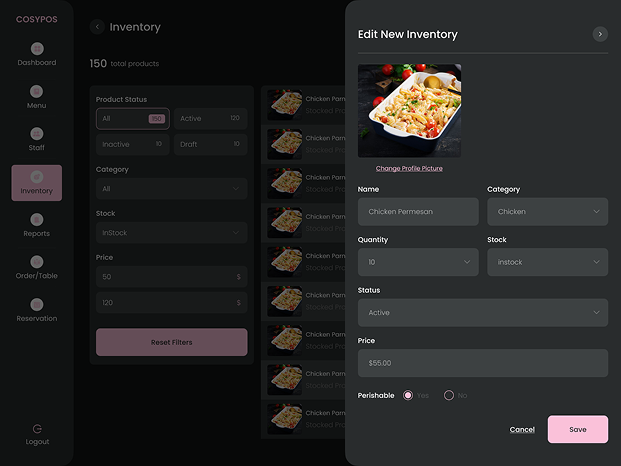 COSYPOS
Dashboard
Menu
Staff
Inventory
Reports
Order/Table
Reservation
Logout
Inventory
150 total products
Product Status
All 150
Active 120
Inactive 10
Draft 10
Category
All
Stock
InStock
Price
50 $
120 $
Reset Filters
Chicken Parm
Stocked Pro
Chicken Parm
Stocked Pro
Chicken Parm
Stocked Pro
Chicken Parm
Stocked Pro
Chicken Parm
Stocked Pro
Chicken Parm
Stocked Pro
Chicken Parm
Stocked Pro
Chicken Parm
Stocked Pro
Chicken Parm
Stocked Pro
Edit New Inventory
Change Profile Picture
Name
Chicken Permesan
Category
Chicken
Quantity
10
Stock
instock
Status
Active
Price
$55.00
Perishable Yes No
Cancel
Save